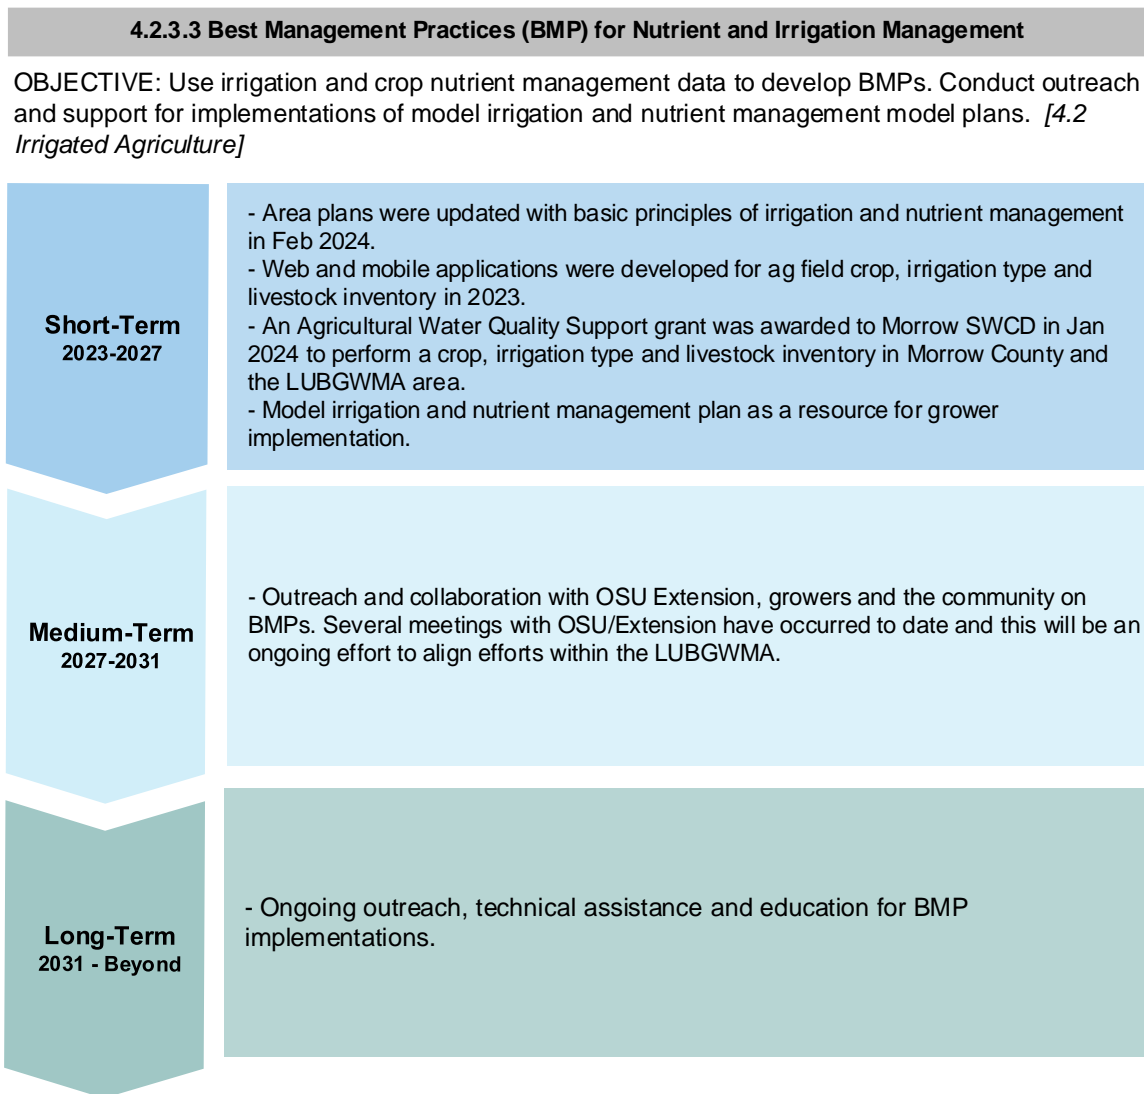 4.2.3.3 Best Management Practices (BMP) for Nutrient and Irrigation Management
OBJECTIVE: Use irrigation and crop nutrient management data to develop BMPs. Conduct outreach
and support for implementations of model irrigation and nutrient management model plans. [4.2
Irrigated Agriculture]
Short-Term
2023-2027
- Area plans were updated with basic principles of irrigation and nutrient management
in Feb 2024.
- Web and mobile applications were developed for ag field crop, irrigation type and
livestock inventory in 2023.
- An Agricultural Water Quality Support grant was awarded to Morrow SWCD in Jan
2024 to perform a crop, irrigation type and livestock inventory in Morrow County and
the LUBGWMA area.
- Model irrigation and nutrient management plan as a resource for grower
implementation.
Medium-Term
2027-2031
- Outreach and collaboration with OSU Extension, growers and the community on
BMPs. Several meetings with OSU/Extension have occurred to date and this will be an
ongoing effort to align efforts within the LUBGWMA.
Long-Term
2031 - Beyond
- Ongoing outreach, technical assistance and education for BMP
implementations.